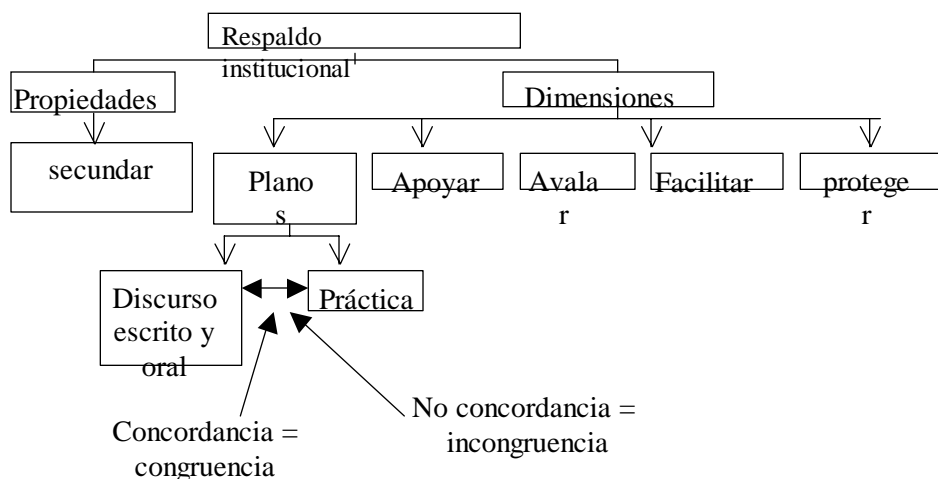 Respaldo
institucional
Propiedades
Dimensiones
secundar
Plano
s
Apoyar
Avala
r
Facilitar
protege
r
Discurso
escrito y
oral
Práctica
Concordancia =
congruencia
No concordancia =
incongruencia